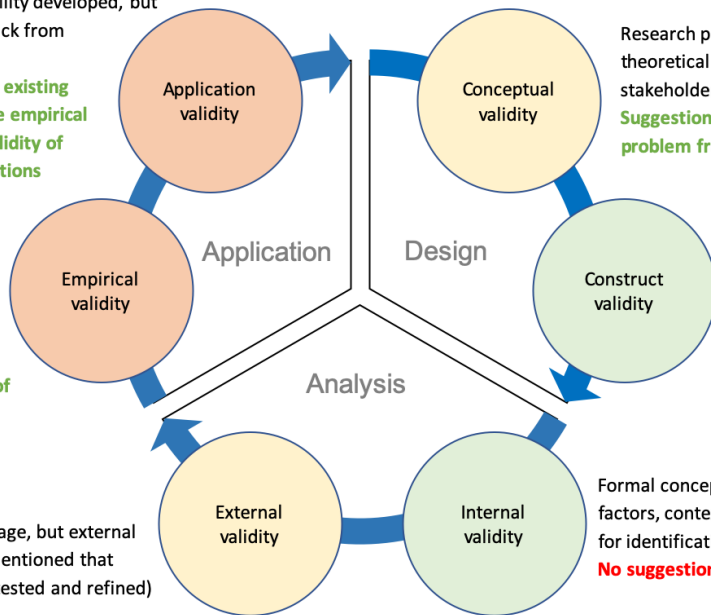 ility developed, but
ck from
existing
e empirical
lidity of
tions
Application
validity
Conceptual
validity
Research p
theoretical
stakeholde
Suggestion
problem fr
Empirical
validity
Application
Design
Construct
validity
of
Analysis
External
validity
Internal
validity
age, but external
entioned that
ested and refined)
Formal concep
factors, conte
for identificat
No suggestion